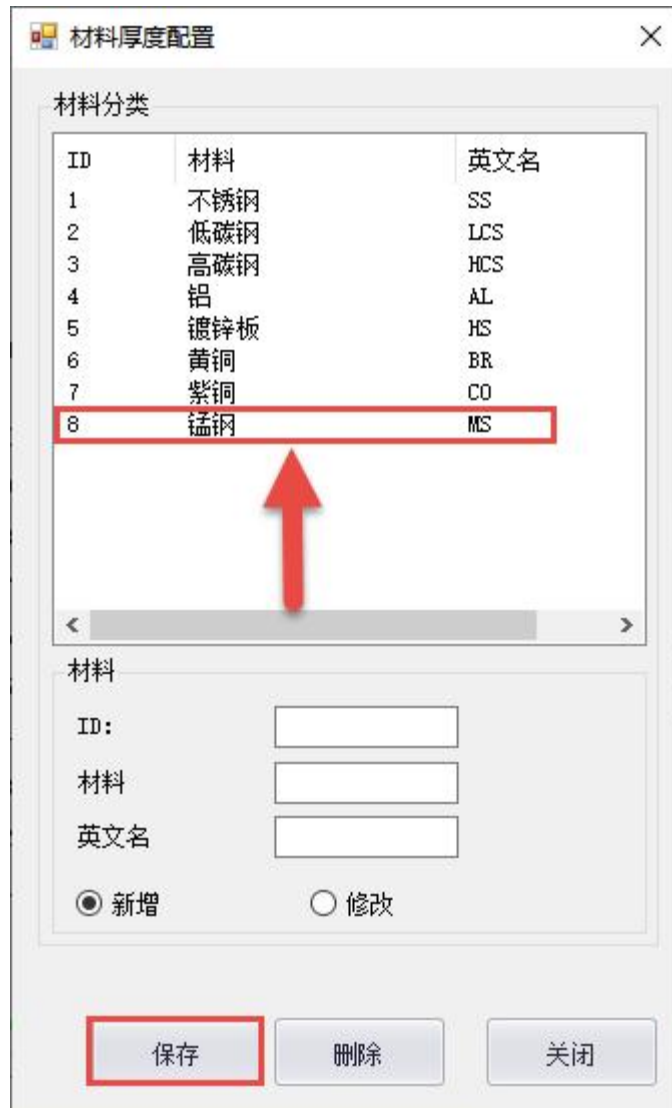 材料厚度配置
材料分类
ID 材料 英文名
1 不锈钢 SS
2 低碳钢 LCS
3 高碳钢 HCS
4 铝 AL
5 镀锌板 HS
6 黄铜 BR
7 紫铜 CO
8 锰钢 MS
材料
ID:
材料
英文名
新增 修改
保存 删除 关闭